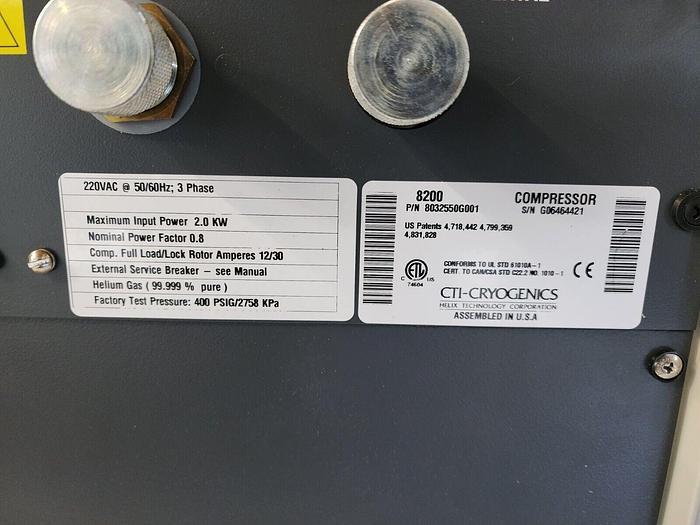 220VAC @ 50/60Hz; 3 Phase
Maximum Input Power 2.0 KW
Nominal Power Factor 0.8
Comp. Full Load/Lock Rotor Amperes 12/30
External Service Breaker – see Manual
Helium Gas ( 99.999 % pure )
Factory Test Pressure: 400 PSIG/2758 KPa
8200 COMPRESSOR
P/N 8032550G001 S/N G06464421
US Patents 4,718,442 4,799,359
4,831,828
CONFORMS TO UL STD 61010A-1
CERT TO CAN/CSA STD C22.2 NO. 1010-1
ETL
C US
74604
CE
CTI-CRYOGENICS
HELIX TECHNOLOGY CORPORATION
ASSEMBLED IN U.S.A